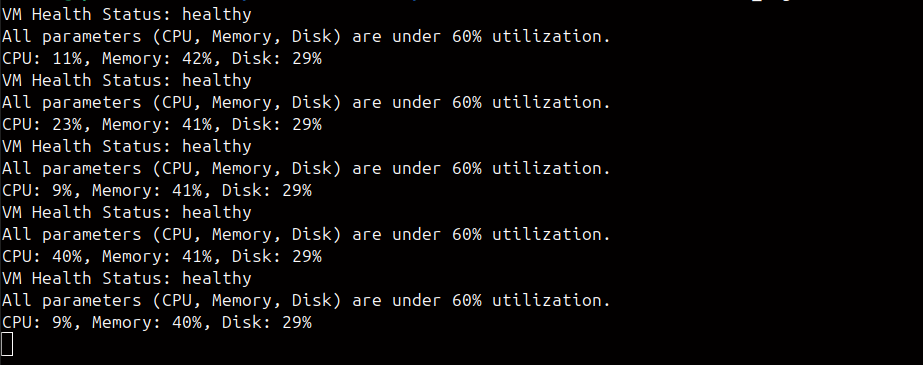 VM Health Status: healthy
All parameters (CPU, Memory, Disk) are under 60% utilization.
CPU: 11%, Memory: 42%, Disk: 29%
VM Health Status: healthy
All parameters (CPU, Memory, Disk) are under 60% utilization.
CPU: 23%, Memory: 41%, Disk: 29%
VM Health Status: healthy
All parameters (CPU, Memory, Disk) are under 60% utilization.
CPU: 9%, Memory: 41%, Disk: 29%
VM Health Status: healthy
All parameters (CPU, Memory, Disk) are under 60% utilization.
CPU: 40%, Memory: 41%, Disk: 29%
VM Health Status: healthy
All parameters (CPU, Memory, Disk) are under 60% utilization.
CPU: 9%, Memory: 40%, Disk: 29%